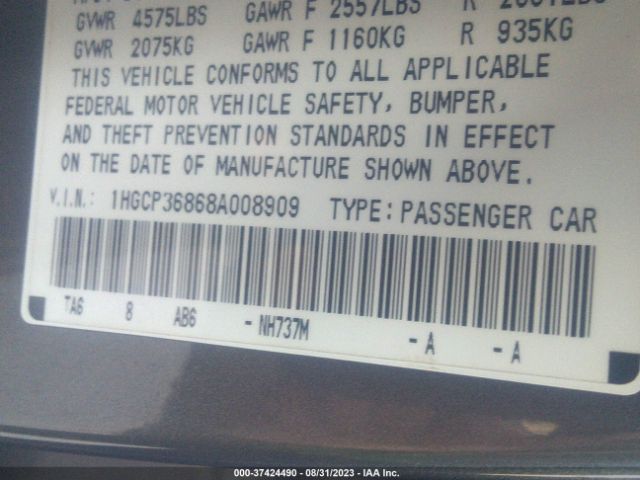 GVWR 4575LBS GAWR F 2557LBS R
GVWR 2075KG GAWR F 1160KG R 935KG
THIS VEHICLE CONFORMS TO ALL APPLICABLE
FEDERAL MOTOR VEHICLE SAFETY, BUMPER,
AND THEFT PREVENTION STANDARDS IN EFFECT
ON THE DATE OF MANUFACTURE SHOWN ABOVE.
V.I.N.: 1HGCP36868A008909 TYPE:PASSENGER CAR
TA6 8 AB6 - NH737M - A - A
000-37424490 - 08/31/2023 - IAA Inc.